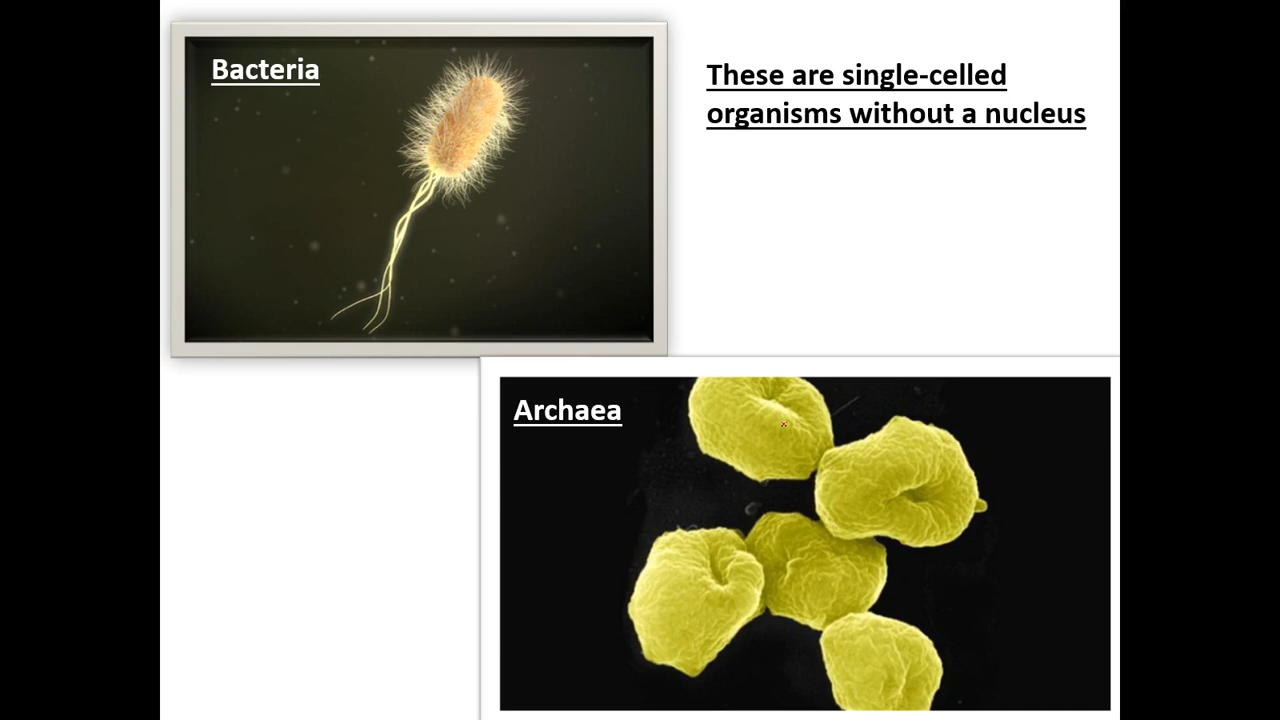 Bacteria
These are single-celled
organisms without a nucleus
Archaea